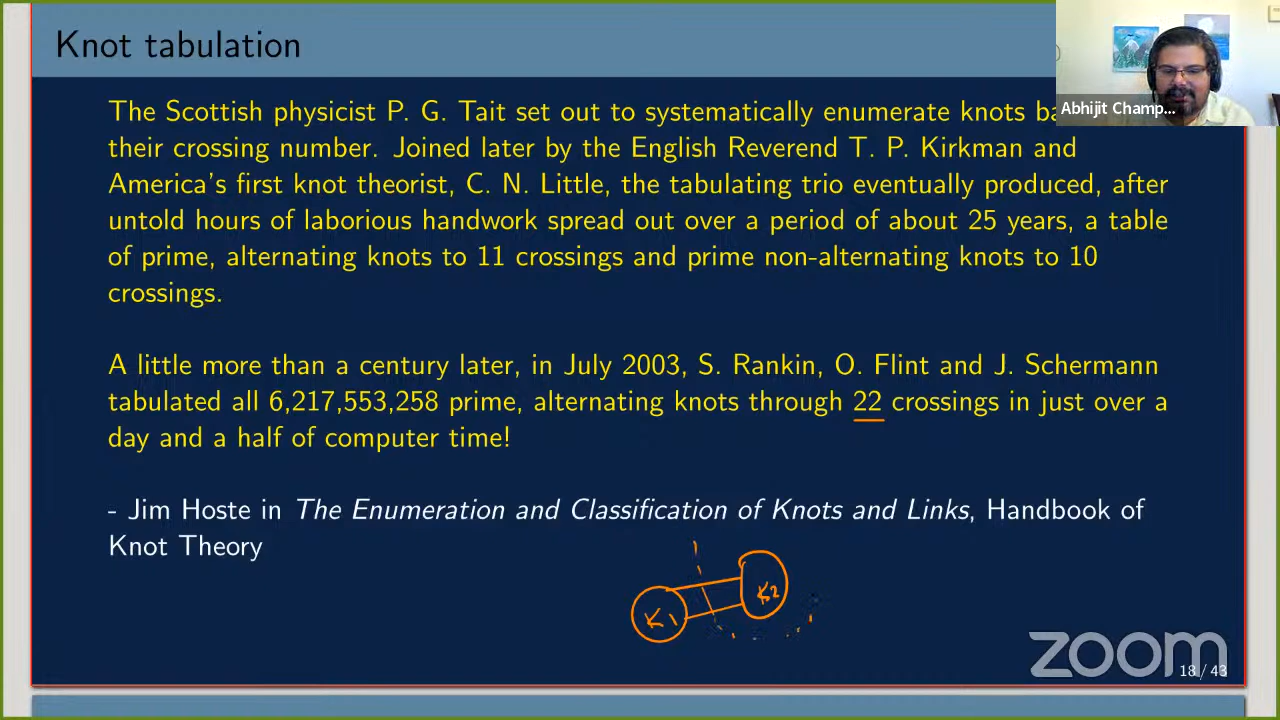 Knot tabulation
Abhijit Champ...
The Scottish physicist P. G. Tait set out to systematically enumerate knots
their crossing number. Joined later by the English Reverend T. P. Kirkman and
America's first knot theorist, C. N. Little, the tabulating trio eventually produced, after
untold hours of laborious handwork spread out over a period of about 25 years, a table
of prime, alternating knots to 11 crossings and prime non-alternating knots to 10
crossings.
A little more than a century later, in July 2003, S. Rankin, O. Flint and J. Schermann
tabulated all 6,217,553,258 prime, alternating knots through 22 crossings in just over a
day and a half of computer time!
- Jim Hoste in The Enumeration and Classification of Knots and Links, Handbook of
Knot Theory
K1
K2
zoom
18 / 43